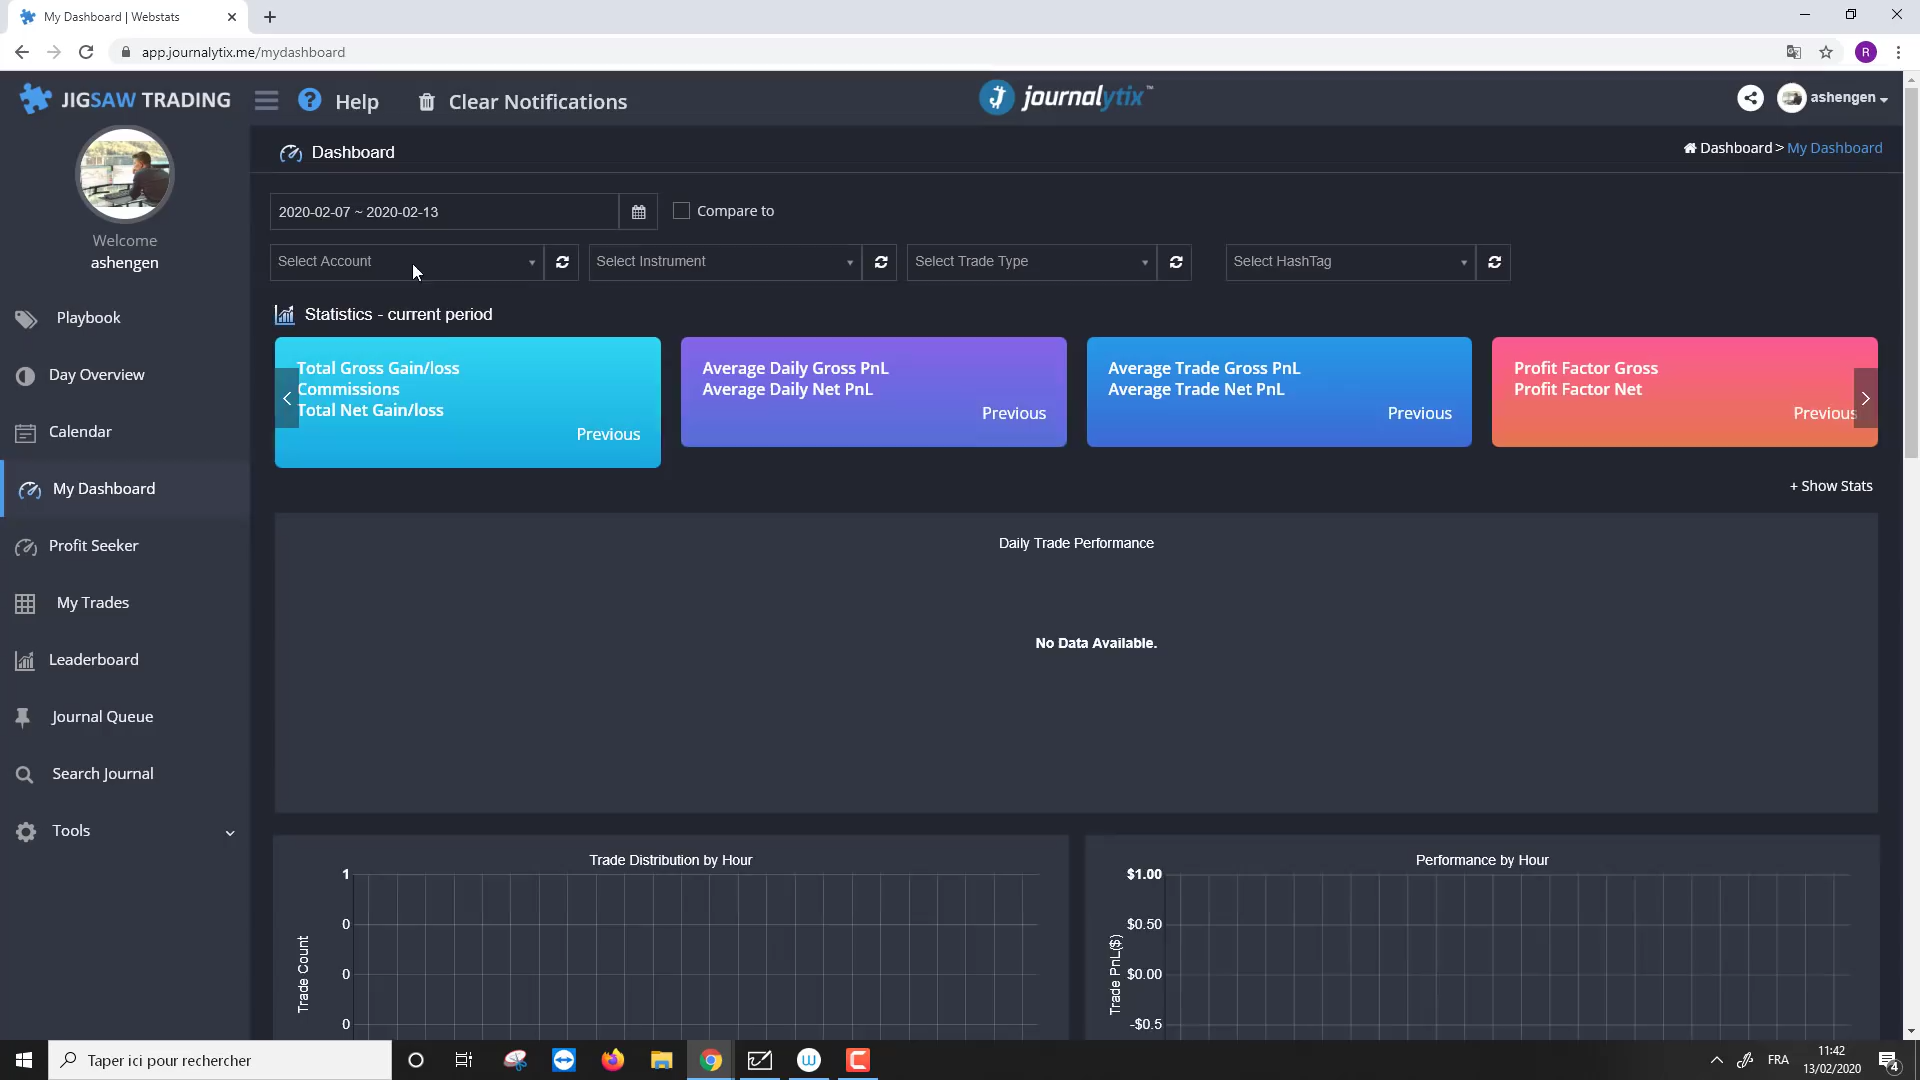 My Dashboard | Webstats
app.journalytix.me/mydashboard
R
JIGSAW TRADING
Help
Clear Notifications
journalytix™
ashengen
Welcome
ashengen
Dashboard
Dashboard > My Dashboard
2020-02-07 ~ 2020-02-13
Compare to
Select Account
Select Instrument
Select Trade Type
Select HashTag
Playbook
Day Overview
Calendar
My Dashboard
Profit Seeker
My Trades
Leaderboard
Journal Queue
Search Journal
Tools
Statistics - current period
Total Gross Gain/loss
Commissions
Total Net Gain/loss
Previous
Average Daily Gross PnL
Average Daily Net PnL
Previous
Average Trade Gross PnL
Average Trade Net PnL
Previous
Profit Factor Gross
Profit Factor Net
Previous
+ Show Stats
Daily Trade Performance
No Data Available.
Trade Distribution by Hour
1
0
0
0
Trade Count
Performance by Hour
$1.00
$0.50
$0.00
-$0.5
Trade PnL($)
Taper ici pour rechercher
FRA
11:42
13/02/2020
4